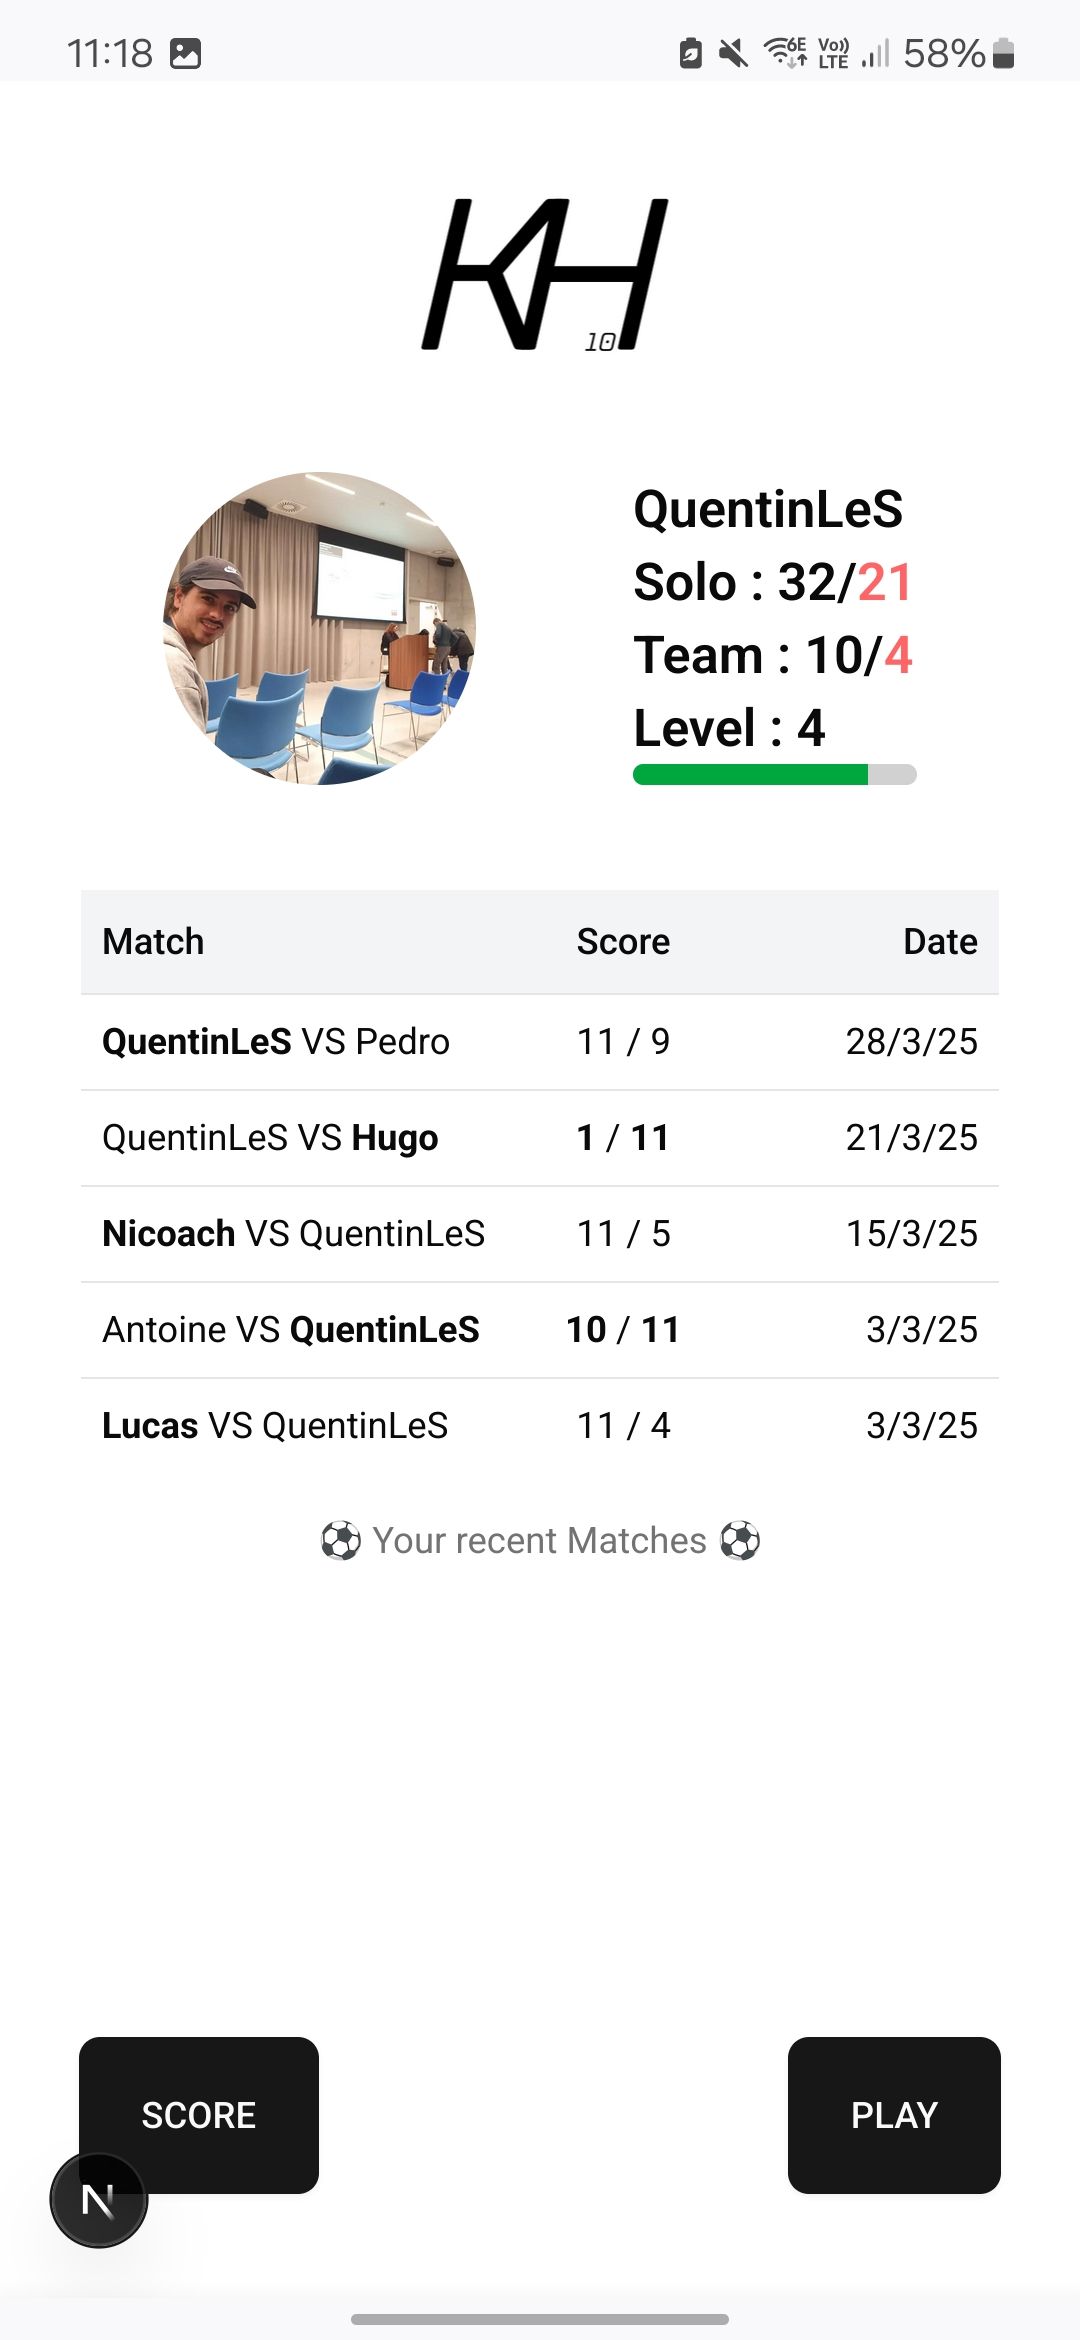 11:18 6E Vo)) LTE 58%
KH
10
QuentinLeS
Solo : 32/21
Team : 10/4
Level : 4
Match Score Date
QuentinLeS VS Pedro 11 / 9 28/3/25
QuentinLeS VS Hugo 1 / 11 21/3/25
Nicoach VS QuentinLeS 11 / 5 15/3/25
Antoine VS QuentinLeS 10 / 11 3/3/25
Lucas VS QuentinLeS 11 / 4 3/3/25
⚽ Your recent Matches ⚽
SCORE PLAY
N